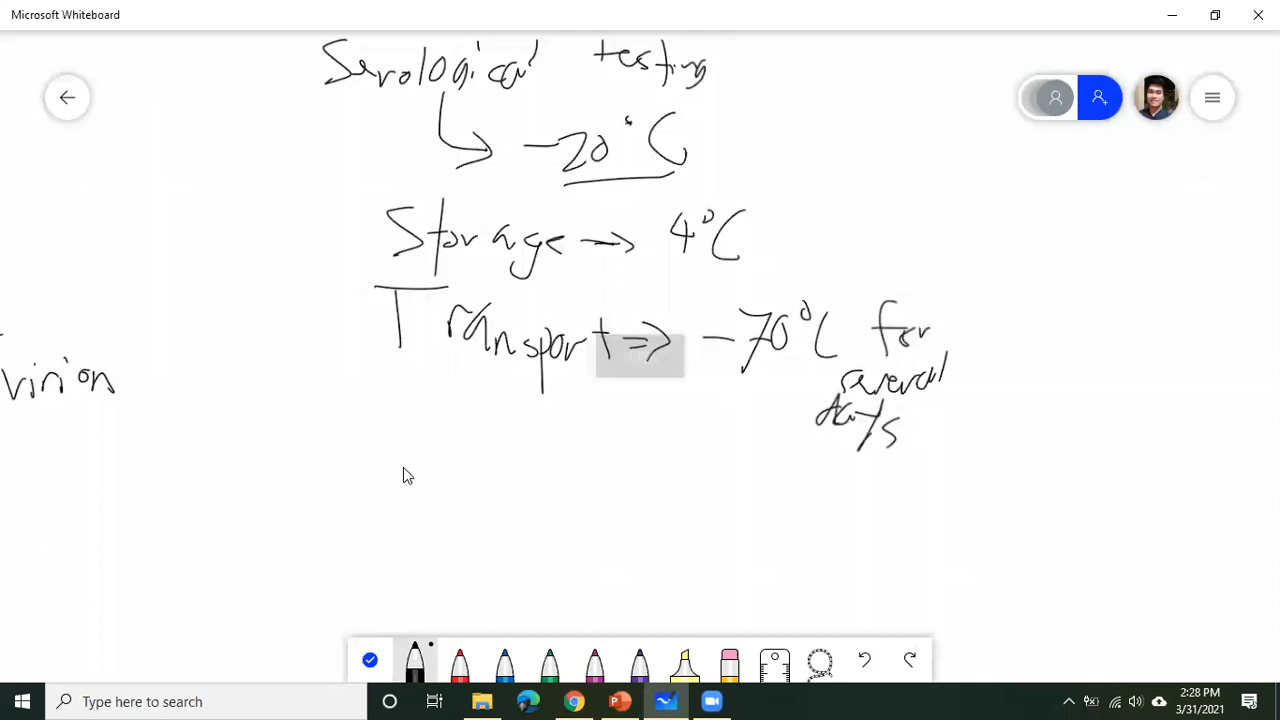 Microsoft Whiteboard
Serological testing
-20°C
Storage → 4°C
Transport ⇒ -70°C for
several
days
virion
Type here to search
2:28 PM
3/31/2021